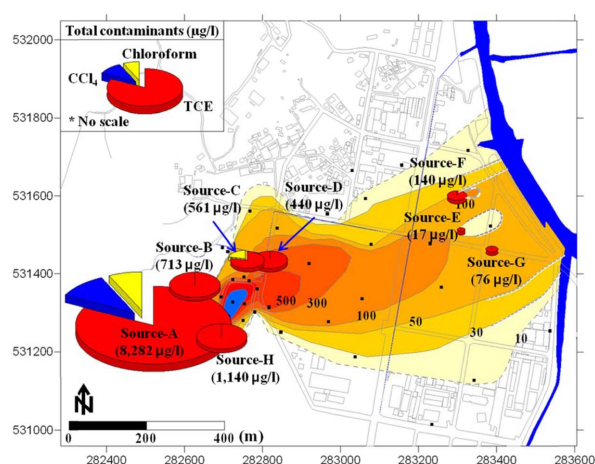 532000
531800
531600
531400
531200
531000
Total contaminants (µg/l)
Chloroform
CCl4
TCE
* No scale
Source-F
(140 µg/l)
100
Source-C
(561 µg/l)
Source-D
(440 µg/l)
Source-E
(17 µg/l)
Source-B
(713 µg/l)
Source-G
(76 µg/l)
500
300
100
50
30
10
Source-A
(8,282 µg/l)
Source-H
(1,140 µg/l)
N
0
200
400
(m)
282400
282600
282800
283000
283200
283400
283600